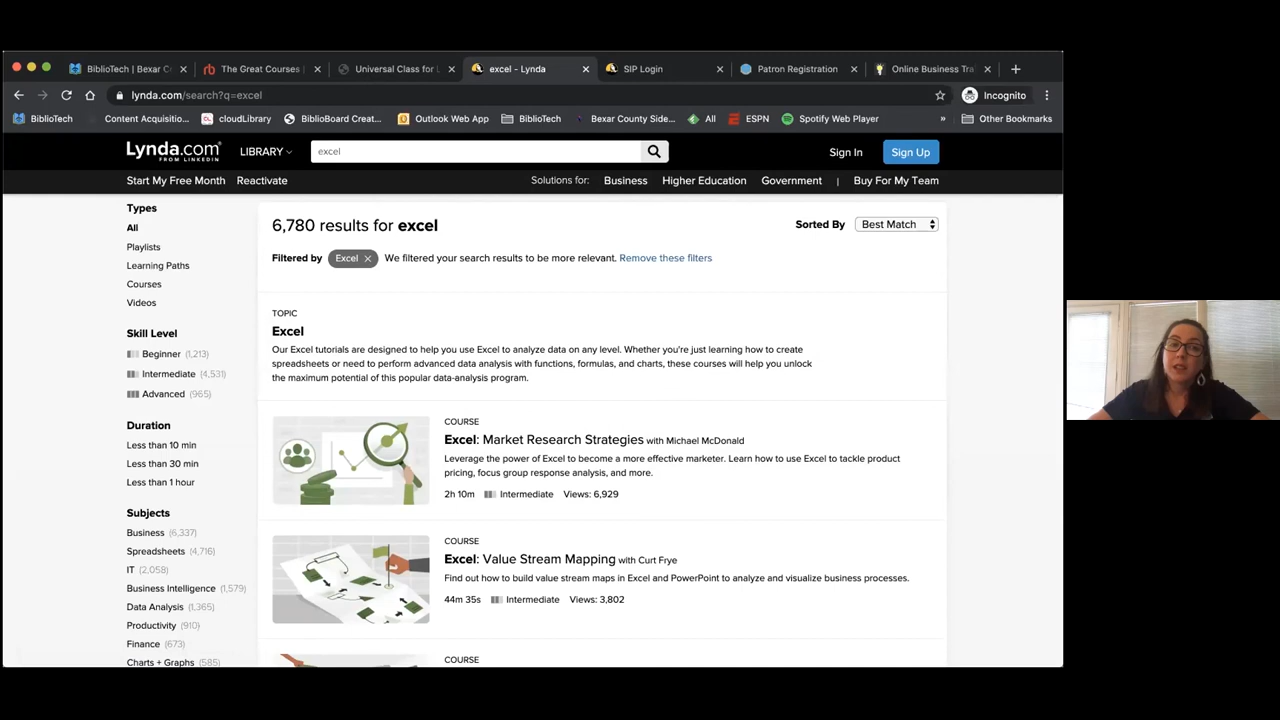 BiblioTech | Bexar C
The Great Courses
Universal Class for L
excel - Lynda
SIP Login
Patron Registration
Online Business Tra
lynda.com/search?q=excel
Incognito
BiblioTech
Content Acquisitio...
cloudLibrary
BiblioBoard Creat...
Outlook Web App
BiblioTech
Bexar County Side...
All
ESPN
Spotify Web Player
»
Other Bookmarks
Lynda.com
FROM LINKEDIN
LIBRARY
excel
Sign In
Sign Up
Start My Free Month
Reactivate
Solutions for:
Business
Higher Education
Government
|
Buy For My Team
Types
All
Playlists
Learning Paths
Courses
Videos
Skill Level
Beginner (1,213)
Intermediate (4,531)
Advanced (965)
Duration
Less than 10 min
Less than 30 min
Less than 1 hour
Subjects
Business (6,337)
Spreadsheets (4,716)
IT (2,058)
Business Intelligence (1,579)
Data Analysis (1,365)
Productivity (910)
Finance (673)
Charts + Graphs (585)
6,780 results for excel
Sorted By
Best Match
Filtered by
Excel
We filtered your search results to be more relevant. Remove these filters
TOPIC
Excel
Our Excel tutorials are designed to help you use Excel to analyze data on any level. Whether you're just learning how to create
spreadsheets or need to perform advanced data analysis with functions, formulas, and charts, these courses will help you unlock
the maximum potential of this popular data-analysis program.
COURSE
Excel: Market Research Strategies with Michael McDonald
Leverage the power of Excel to become a more effective marketer. Learn how to use Excel to tackle product
pricing, focus group response analysis, and more.
2h 10m Intermediate Views: 6,929
COURSE
Excel: Value Stream Mapping with Curt Frye
Find out how to build value stream maps in Excel and PowerPoint to analyze and visualize business processes.
44m 35s Intermediate Views: 3,802
COURSE